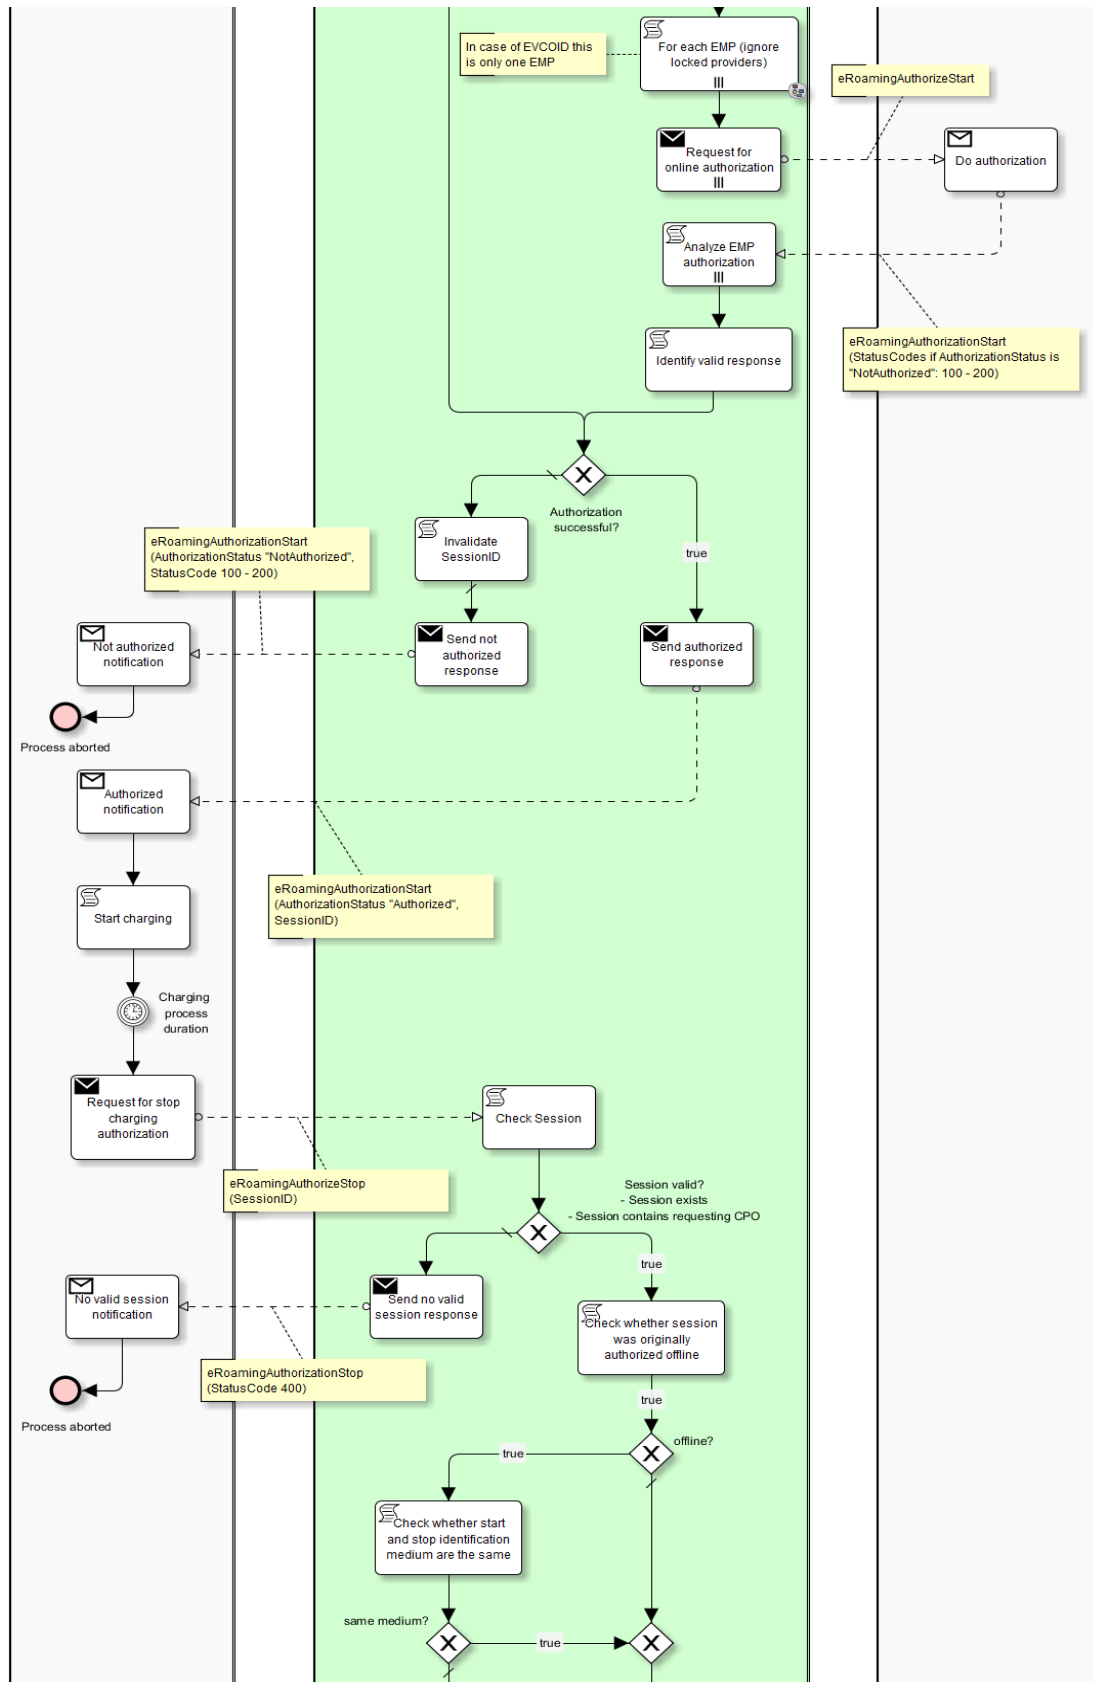 In case of EVCOID this
is only one EMP
For each EMP (ignore
locked providers)
eRoamingAuthorizeStart
Request for
online authorization
Do authorization
Analyze EMP
authorization
eRoamingAuthorizationStart
(StatusCodes if AuthorizationStatus is
"NotAuthorized": 100 - 200)
Identify valid response
Authorization
successful?
Invalidate
SessionID
true
eRoamingAuthorizationStart
(AuthorizationStatus "NotAuthorized",
StatusCode 100 - 200)
Not authorized
notification
Send not
authorized
response
Send authorized
response
Process aborted
Authorized
notification
eRoamingAuthorizationStart
(AuthorizationStatus "Authorized",
SessionID)
Start charging
Charging
process
duration
Request for stop
charging
authorization
Check Session
eRoamingAuthorizeStop
(SessionID)
Session valid?
- Session exists
- Session contains requesting CPO
true
No valid session
notification
Send no valid
session response
Check whether session
was originally
authorized offline
eRoamingAuthorizationStop
(StatusCode 400)
Process aborted
true
offline?
true
Check whether start
and stop identification
medium are the same
same medium?
true